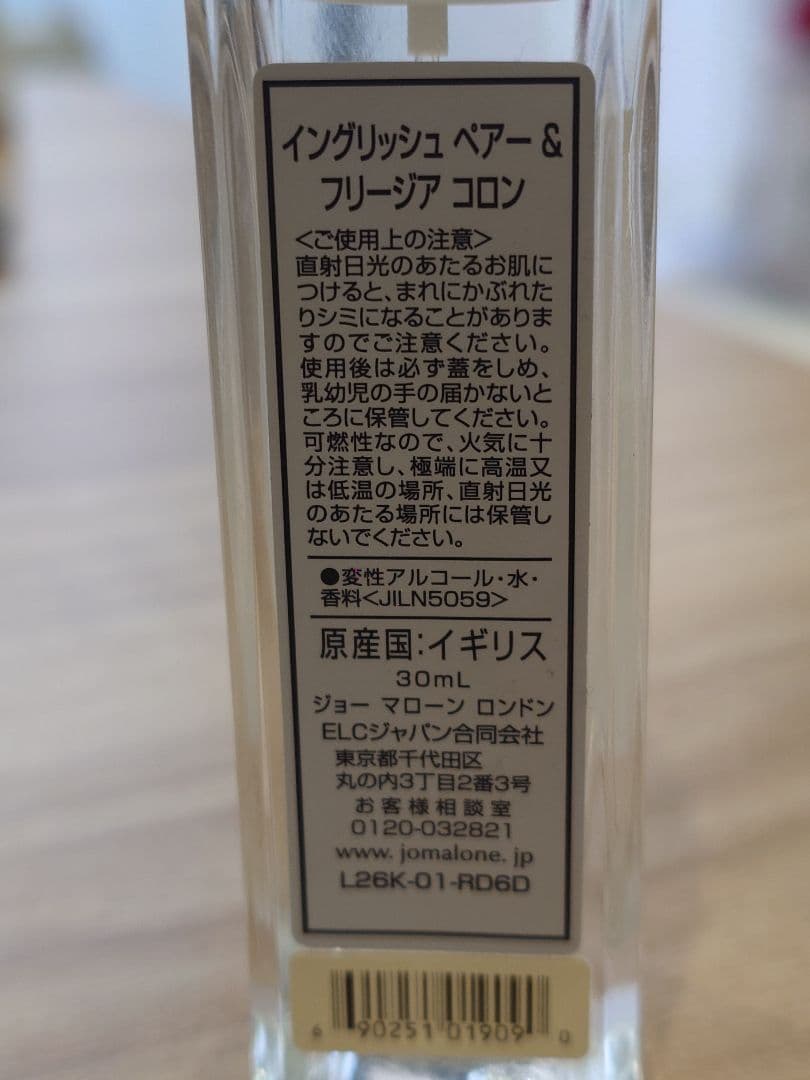 イングリッシュ ペアー &
フリージア コロン
<ご使用上の注意>
直射日光のあたるお肌に
つけると、まれにかぶれた
りシミになることがありま
すのでご注意ください。
使用後は必ず蓋をしめ、
乳幼児の手の届かないと
ころに保管してください。
可燃性なので、火気に十
分注意し、極端に高温又
は低温の場所、直射日光
のあたる場所には保管し
ないでください。
●変性アルコール・水・
香料<JILN5059>
原産国:イギリス
30mL
ジョー マローン ロンドン
ELCジャパン合同会社
東京都千代田区
丸の内3丁目2番3号
お客様相談室
0120-032821
www. jomalone. jp
L26K-01-RD6D
6 90251 01909 0